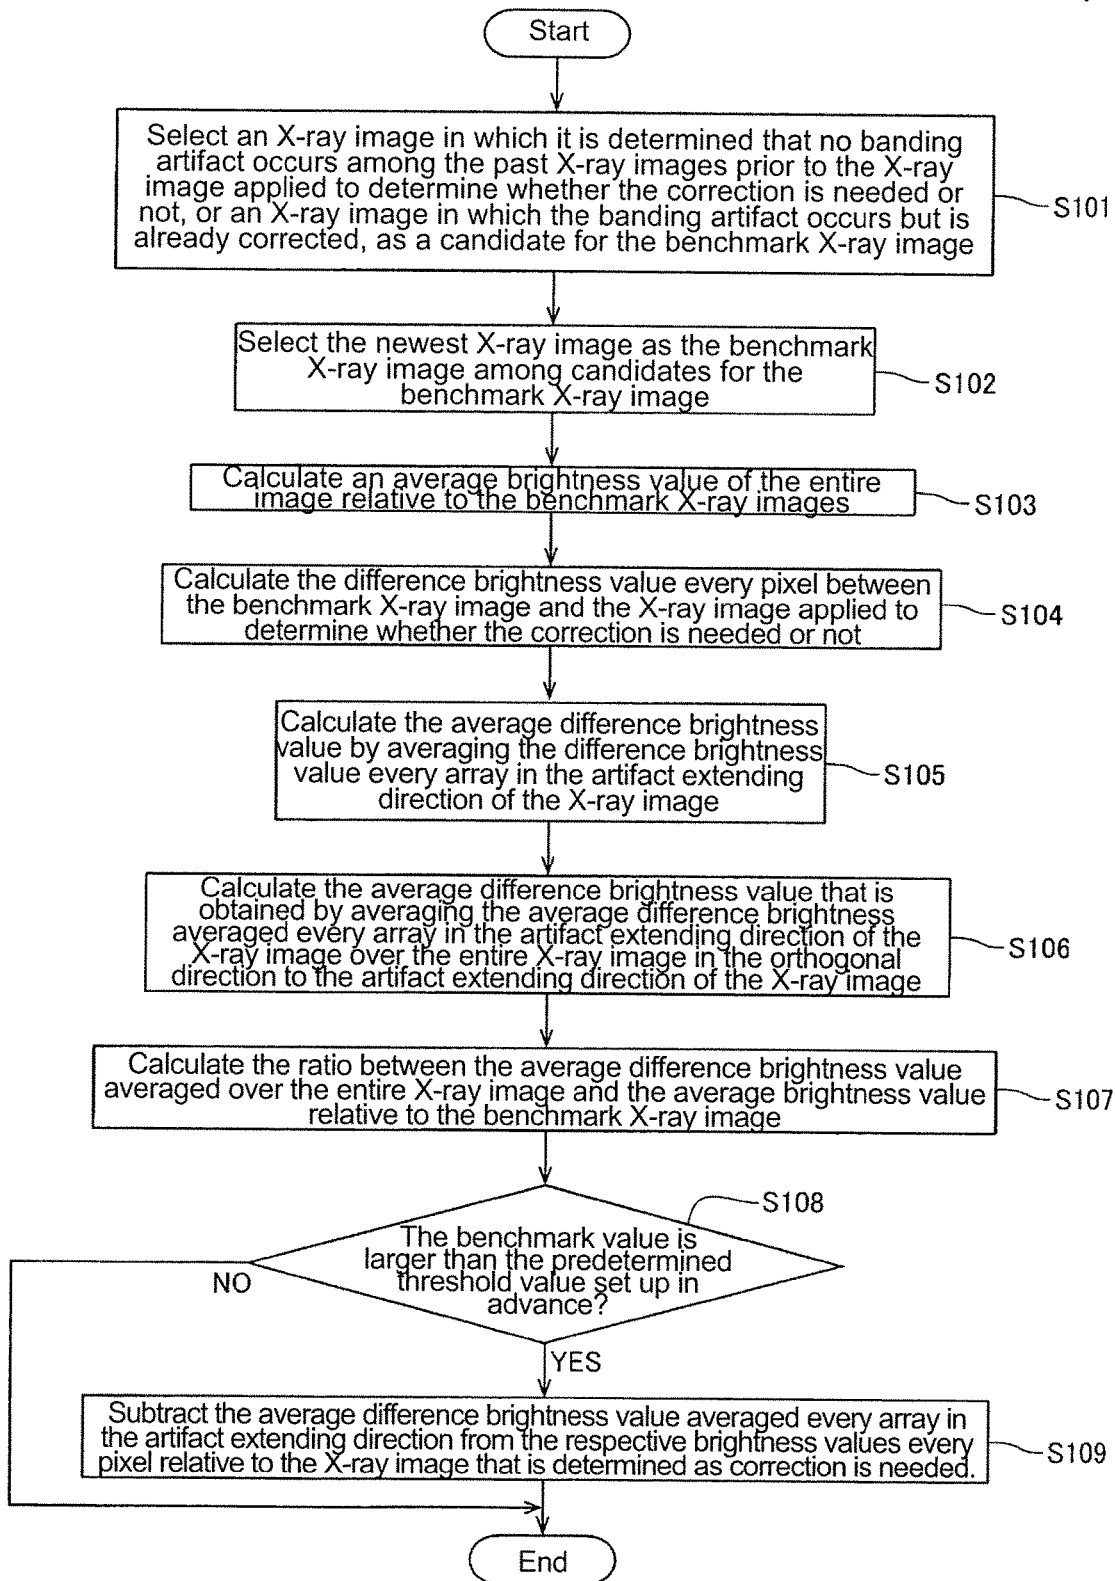 Start
Select an X-ray image in which it is determined that no banding
artifact occurs among the past X-ray images prior to the X-ray
image applied to determine whether the correction is needed or
not, or an X-ray image in which the banding artifact occurs but is
already corrected, as a candidate for the benchmark X-ray image
S101
Select the newest X-ray image as the benchmark
X-ray image among candidates for the
benchmark X-ray image
S102
Calculate an average brightness value of the entire
image relative to the benchmark X-ray images
S103
Calculate the difference brightness value every pixel between
the benchmark X-ray image and the X-ray image applied to
determine whether the correction is needed or not
S104
Calculate the average difference brightness
value by averaging the difference brightness
value every array in the artifact extending
direction of the X-ray image
S105
Calculate the average difference brightness value that is
obtained by averaging the average difference brightness
averaged every array in the artifact extending direction of the
X-ray image over the entire X-ray image in the orthogonal
direction to the artifact extending direction of the X-ray image
S106
Calculate the ratio between the average difference brightness value
averaged over the entire X-ray image and the average brightness value
relative to the benchmark X-ray image
S107
S108
The benchmark value is
larger than the predetermined
threshold value set up in
advance?
NO
YES
Subtract the average difference brightness value averaged every array in
the artifact extending direction from the respective brightness values every
pixel relative to the X-ray image that is determined as correction is needed.
S109
End